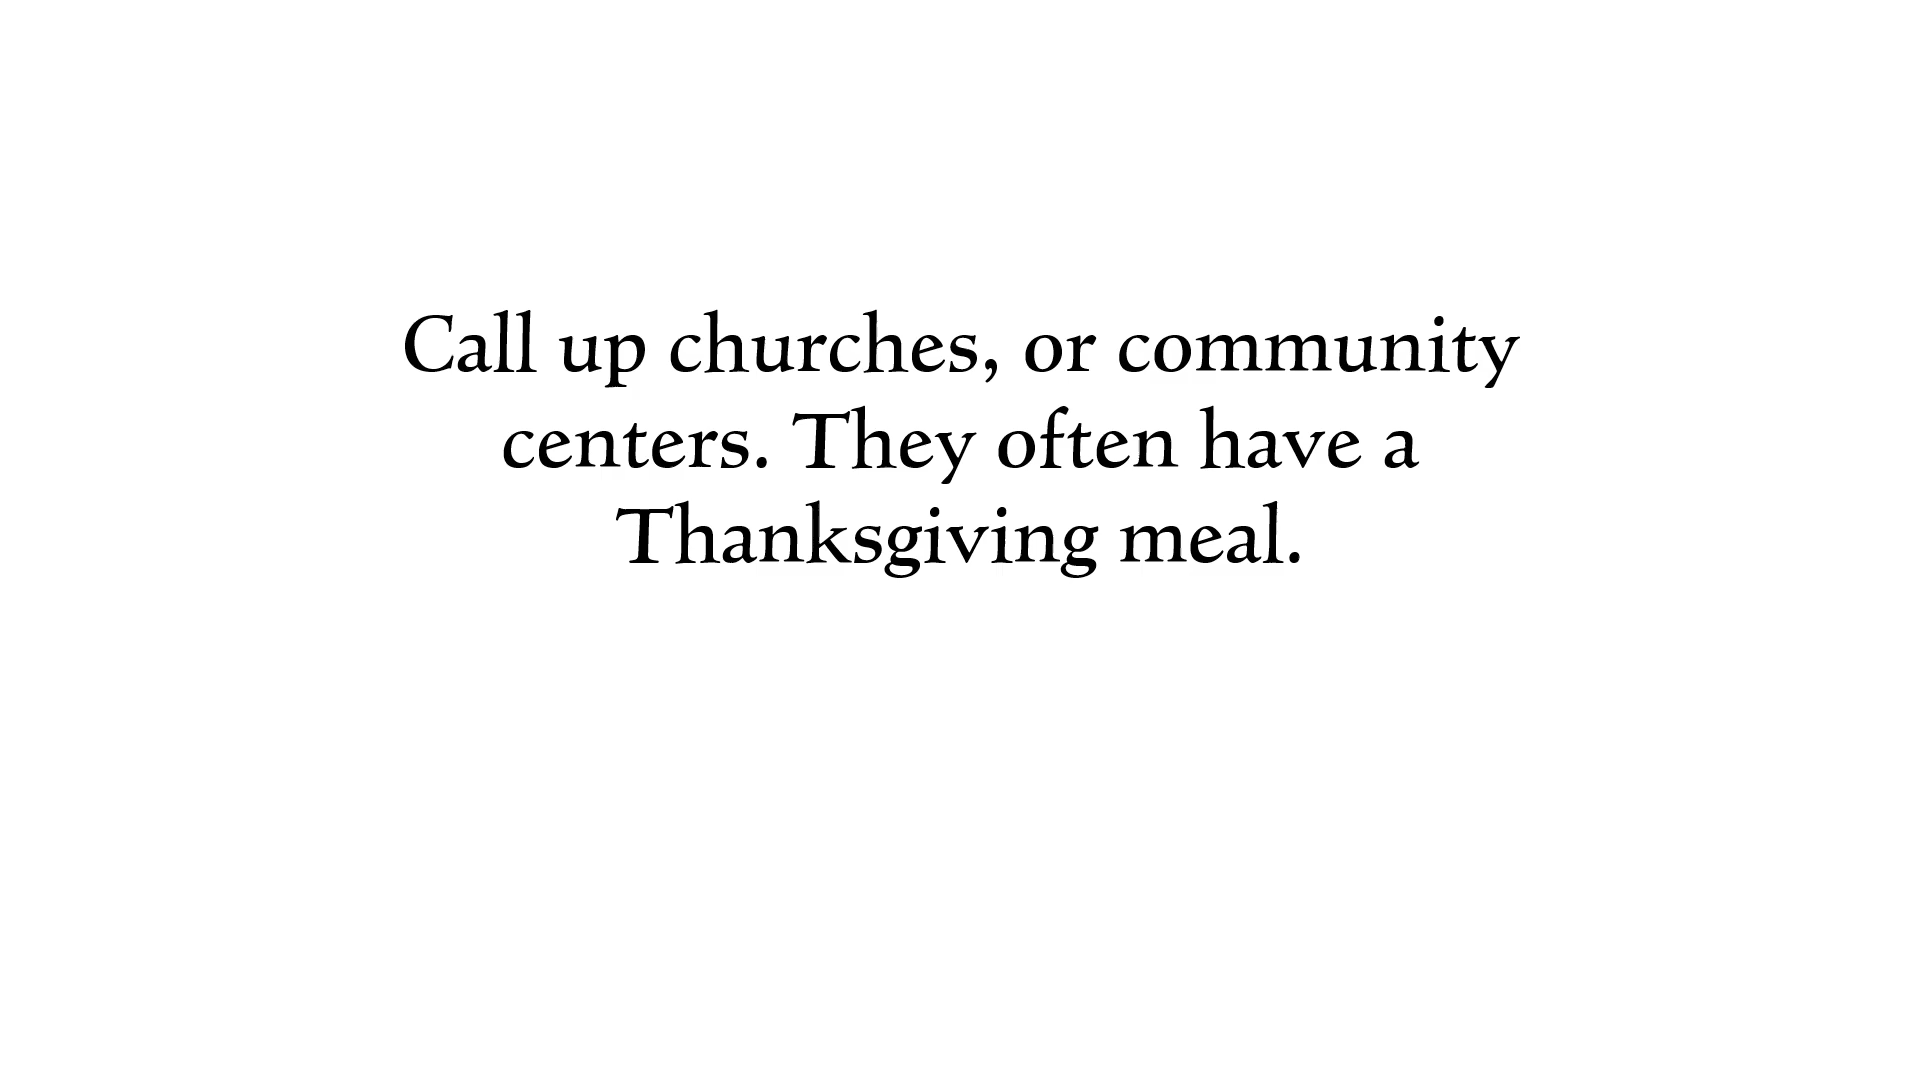 Call up churches, or community
centers. They often have a
Thanksgiving meal.